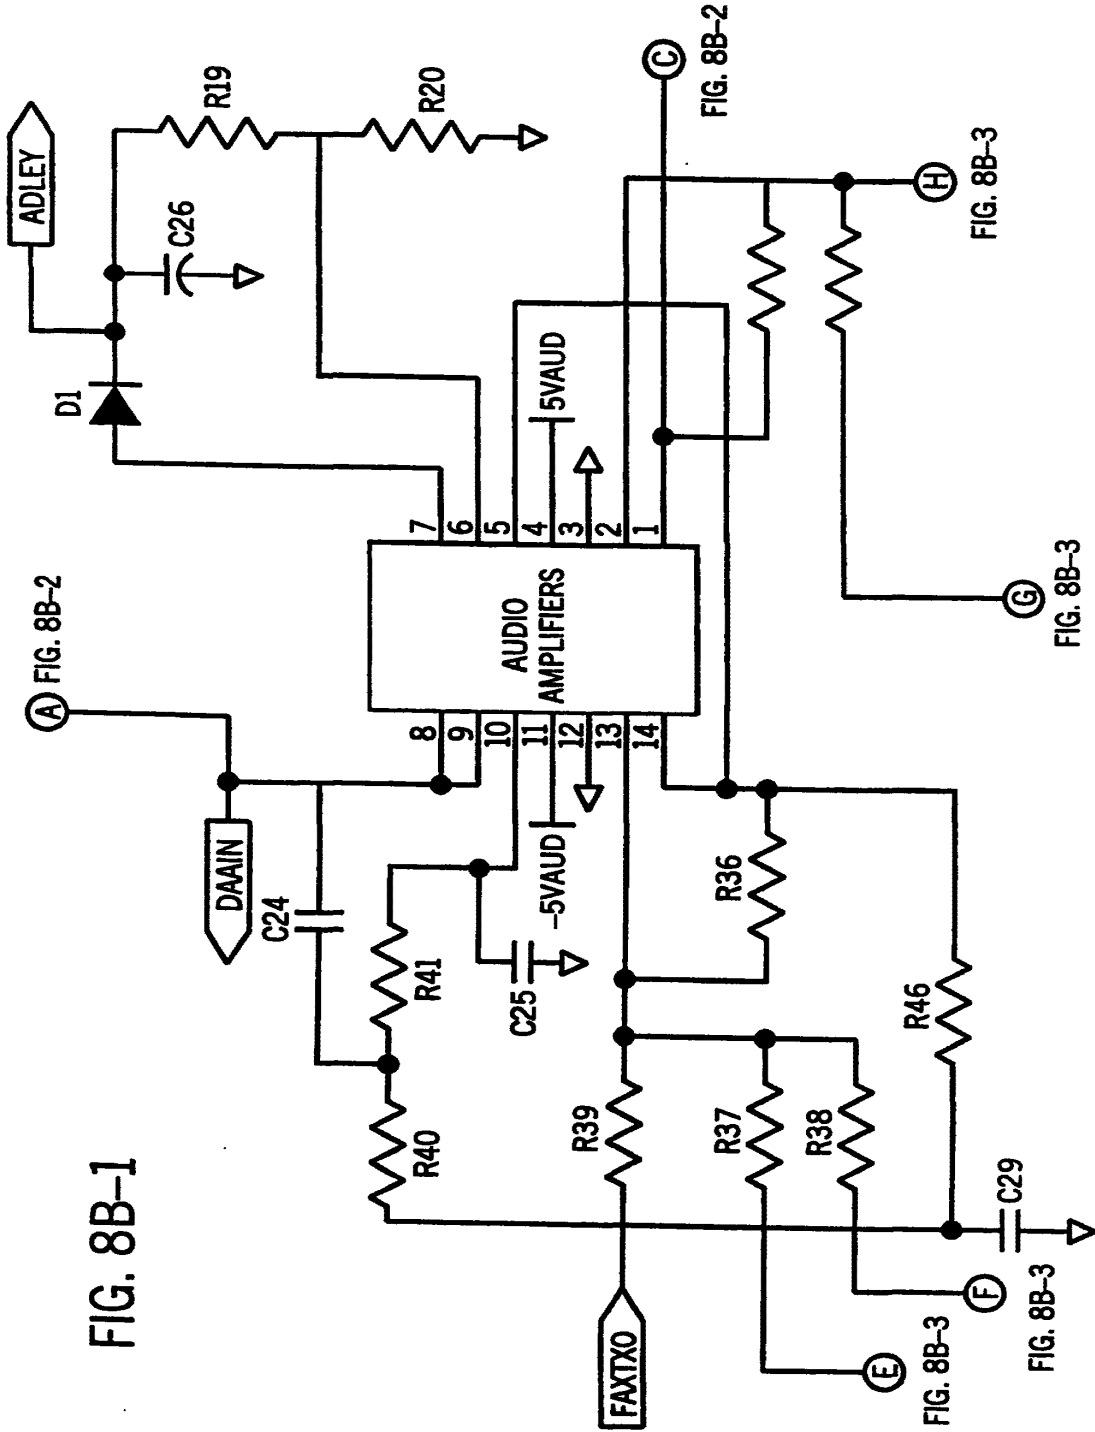 FIG. 8B-1
ADLEY
R19
R20
C26
D1
C
FIG. 8B-2
H
FIG. 8B-3
5VAUD
7
6
5
4
3
2
1
AUDIO
AMPLIFIERS
G
FIG. 8B-3
A
FIG. 8B-2
8
9
10
11
12
13
14
DAAIN
C24
-5VAUD
R41
C25
R36
R46
R40
R39
R37
R38
C29
FAXTXO
E
FIG. 8B-3
F
FIG. 8B-3